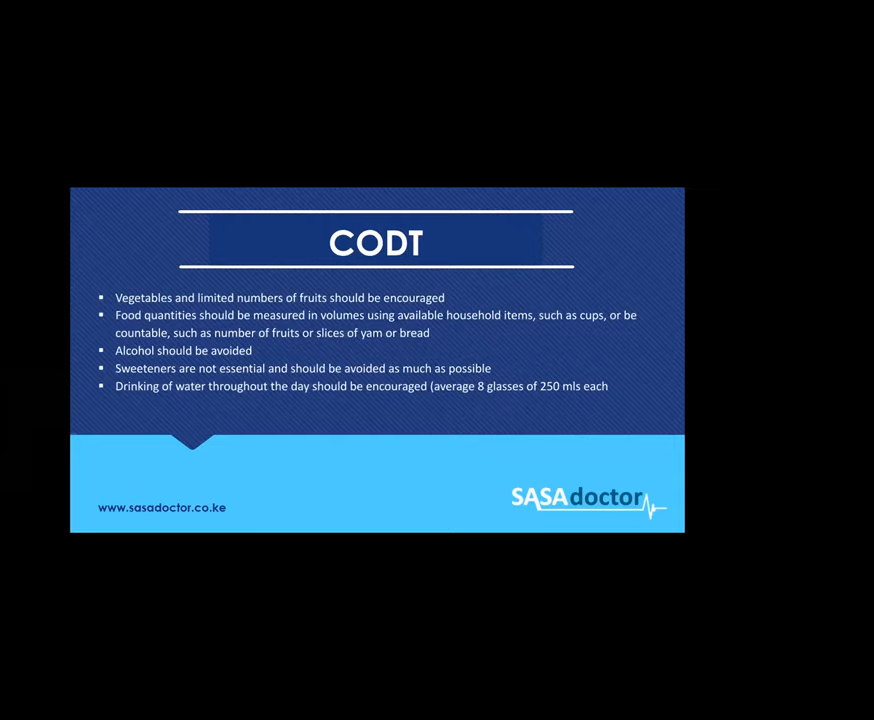 CODT
▪ Vegetables and limited numbers of fruits should be encouraged
▪ Food quantities should be measured in volumes using available household items, such as cups, or be
countable, such as number of fruits or slices of yam or bread
▪ Alcohol should be avoided
▪ Sweeteners are not essential and should be avoided as much as possible
▪ Drinking of water throughout the day should be encouraged (average 8 glasses of 250 mls each
www.sasadoctor.co.ke
SASAdoctor